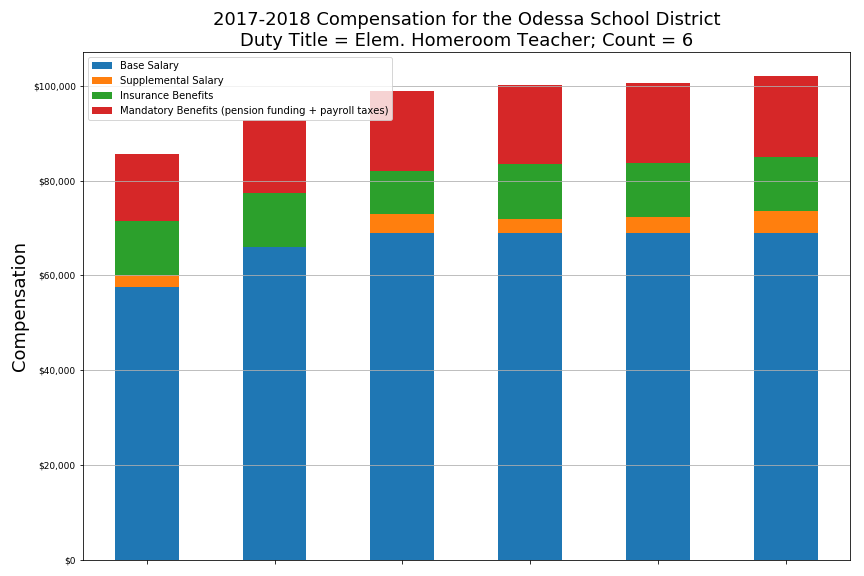 2017-2018 Compensation for the Odessa School District
Duty Title = Elem. Homeroom Teacher; Count = 6
Base Salary
Supplemental Salary
Insurance Benefits
Mandatory Benefits (pension funding + payroll taxes)
Compensation
$100,000
$80,000
$60,000
$40,000
$20,000
$0